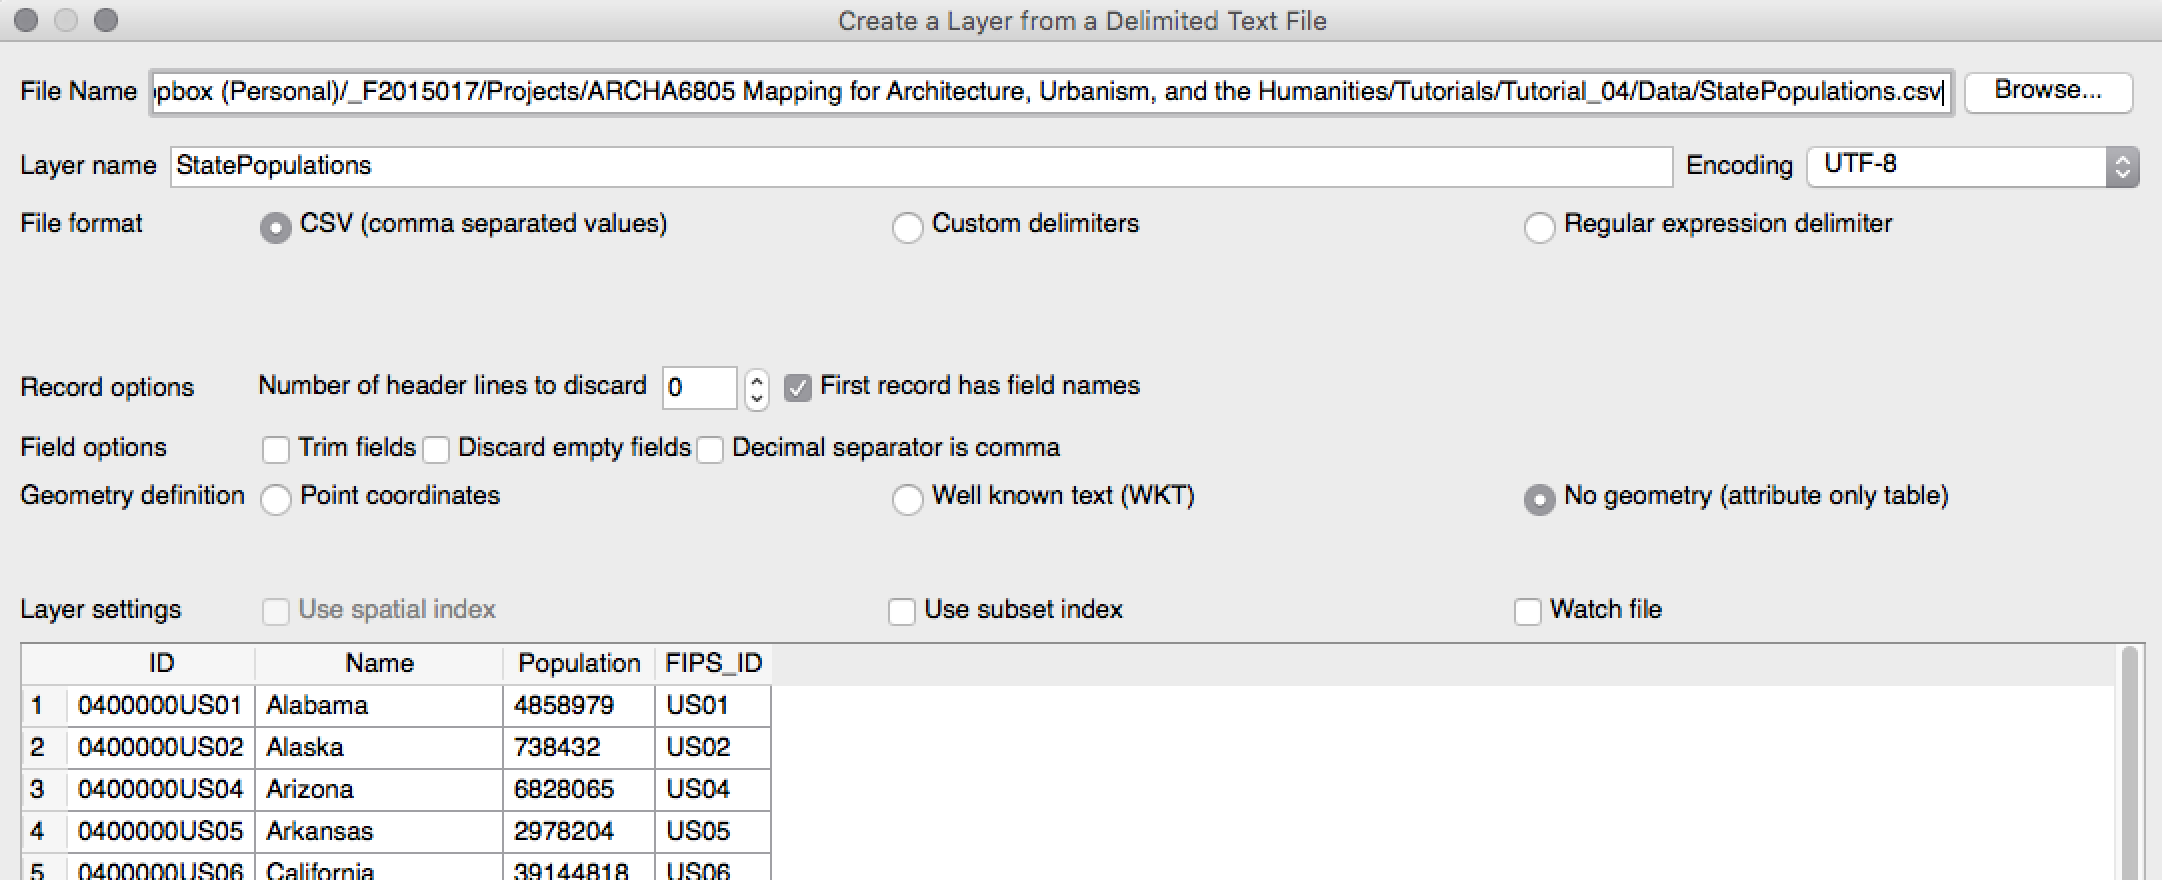 Create a Layer from a Delimited Text File
File Name pbox (Personal)/_F2015017/Projects/ARCHA6805 Mapping for Architecture, Urbanism, and the Humanities/Tutorials/Tutorial_04/Data/StatePopulations.csv Browse...
Layer name StatePopulations Encoding UTF-8
File format CSV (comma separated values) Custom delimiters Regular expression delimiter
Record options Number of header lines to discard 0 First record has field names
Field options Trim fields Discard empty fields Decimal separator is comma
Geometry definition Point coordinates Well known text (WKT) No geometry (attribute only table)
Layer settings Use spatial index Use subset index Watch file
ID Name Population FIPS_ID
1 0400000US01 Alabama 4858979 US01
2 0400000US02 Alaska 738432 US02
3 0400000US04 Arizona 6828065 US04
4 0400000US05 Arkansas 2978204 US05
5 0400000US06 California 39144818 US06